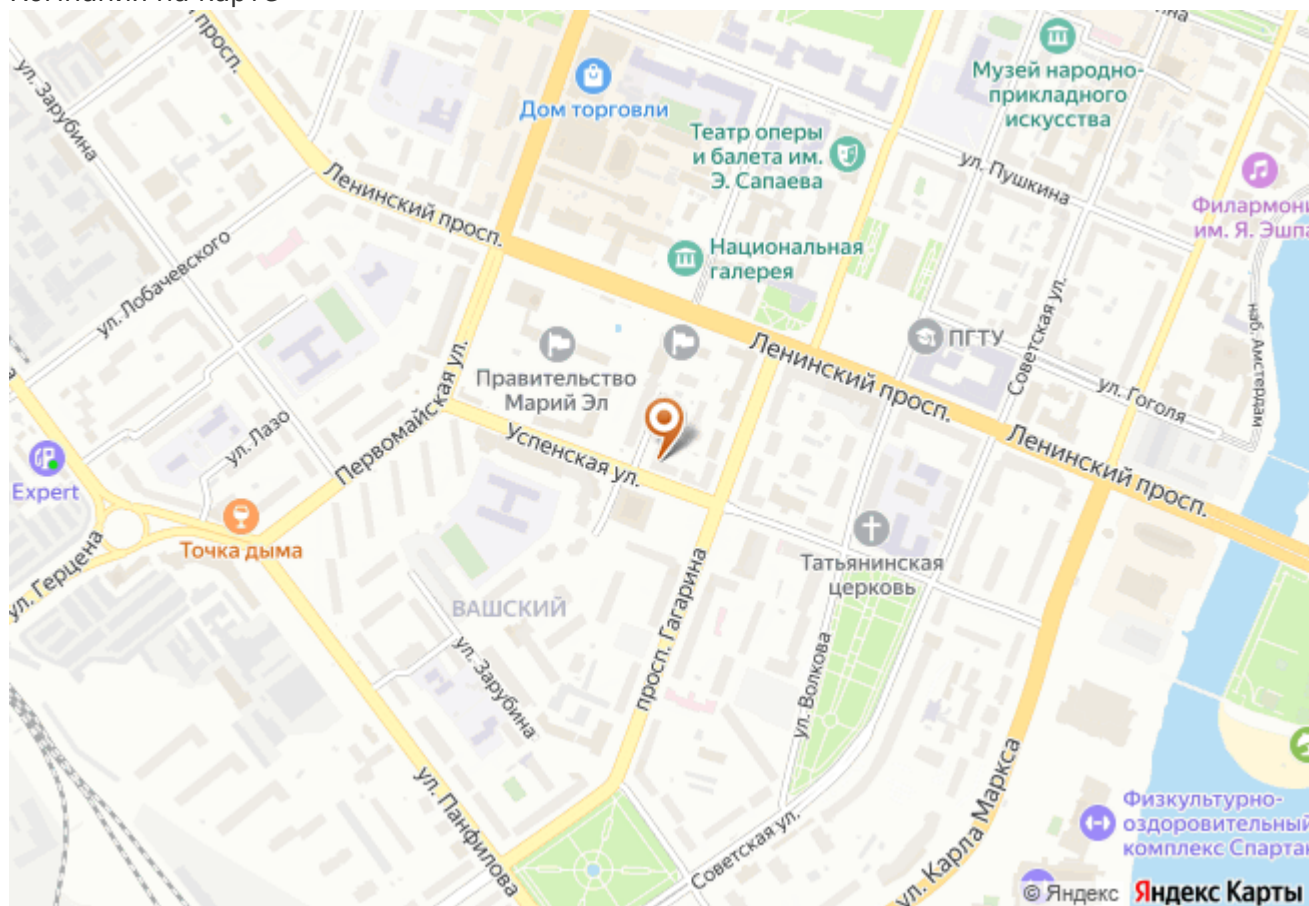 Компания на карте
просп.
ул. Зарубина
Дом торговли
Музей народно-
прикладного
искусства
Театр оперы
и балета им.
Э. Сапаева
ул. Пушкина
Филармони
им. Я. Эшпа
Ленинский просп.
Национальная
галерея
ул. Лобачевского
наб. Амстердам
Советская ул.
ПГТУ
Ленинский просп.
ул. Гоголя
Правительство
Марий Эл
Первомайская ул.
ул. Лазо
Успенская ул.
Ленинский просп.
Expert
Точка дыма
ул. Герцена
Татьянинская
церковь
ВАШСКИЙ
просп. Гагарина
ул. Зарубина
ул. Волкова
ул. Панфилова
ул. Карла Маркса
Советская ул.
Физкультурно-
оздоровительный
комплекс Спартак
© Яндекс Яндекс Карты